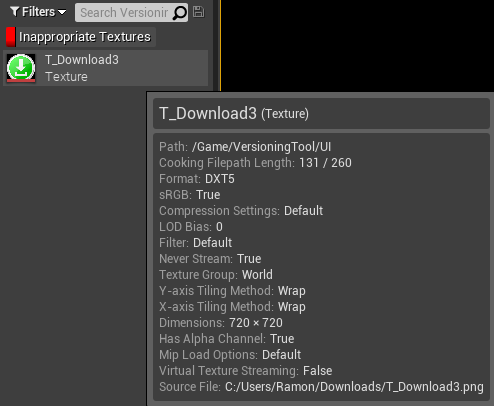 Filters
Search Versionir
Inappropriate Textures
T_Download3
Texture
T_Download3 (Texture)
Path: /Game/VersioningTool/UI
Cooking Filepath Length: 131 / 260
Format: DXT5
sRGB: True
Compression Settings: Default
LOD Bias: 0
Filter: Default
Never Stream: True
Texture Group: World
Y-axis Tiling Method: Wrap
X-axis Tiling Method: Wrap
Dimensions: 720 × 720
Has Alpha Channel: True
Mip Load Options: Default
Virtual Texture Streaming: False
Source File: C:/Users/Ramon/Downloads/T_Download3.png